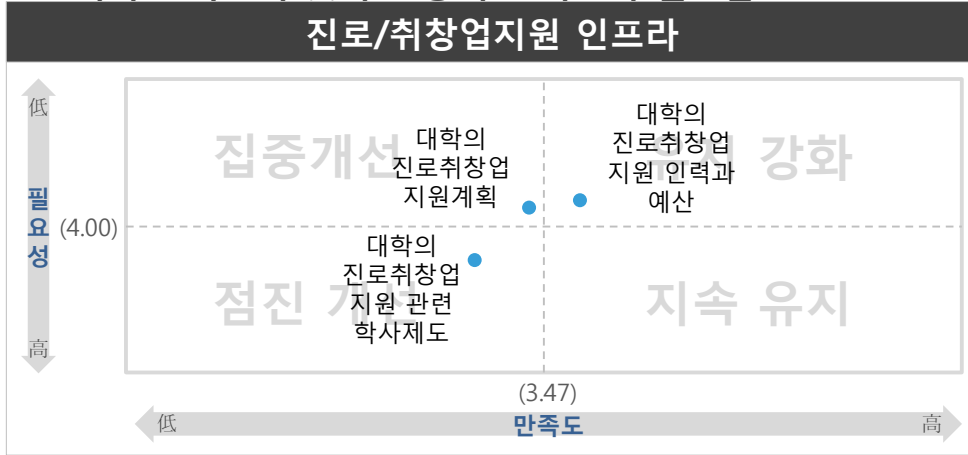 진로/취창업지원 인프라
低
필요성
(4.00)
高
집중개선
유지 강화
점진 개선
지속 유지
대학의
진로취창업
지원계획
대학의
진로취창업
지원 인력과
예산
대학의
진로취창업
지원 관련
학사제도
(3.47)
低
만족도
高